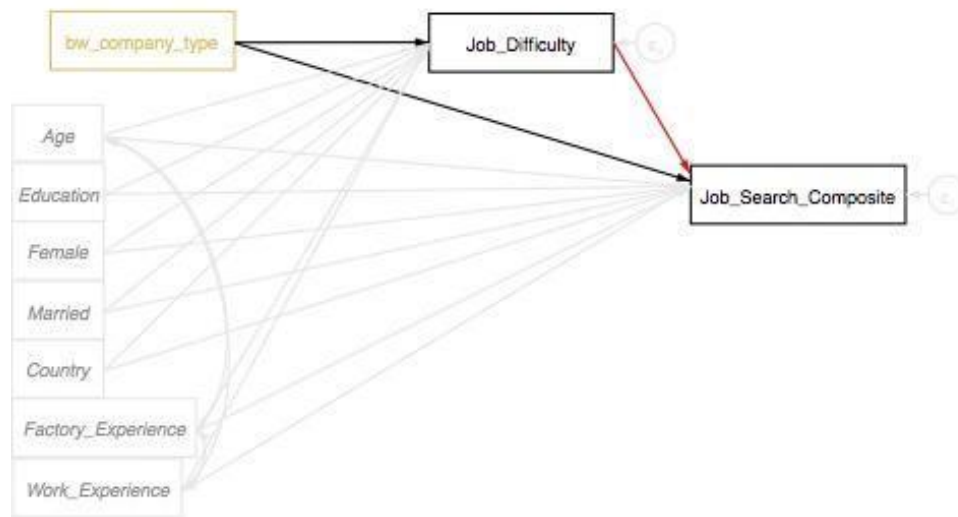 bw_company_type
Job_Difficulty
Age
Education
Job_Search_Composite
Female
Married
Country
Factory_Experience
Work_Experience